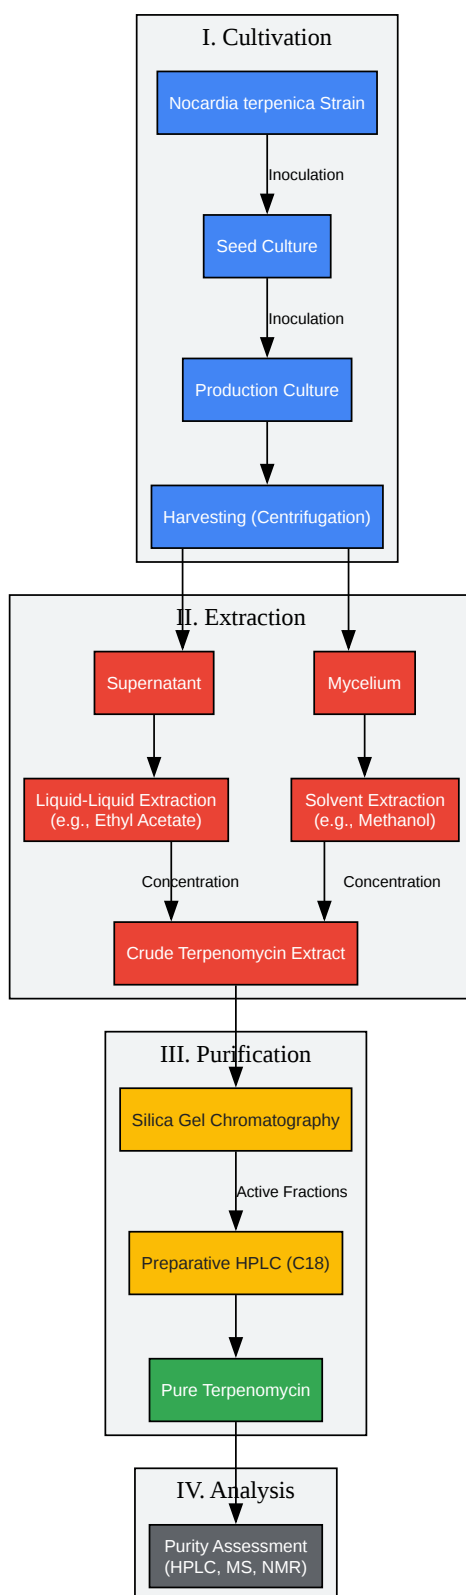 I. Cultivation
Nocardia terpenica Strain
Inoculation
Seed Culture
Inoculation
Production Culture
Harvesting (Centrifugation)
II. Extraction
Supernatant
Mycelium
Liquid-Liquid Extraction
(e.g., Ethyl Acetate)
Solvent Extraction
(e.g., Methanol)
Concentration
Concentration
Crude Terpenomycin Extract
III. Purification
Silica Gel Chromatography
Active Fractions
Preparative HPLC (C18)
Pure Terpenomycin
IV. Analysis
Purity Assessment
(HPLC, MS, NMR)